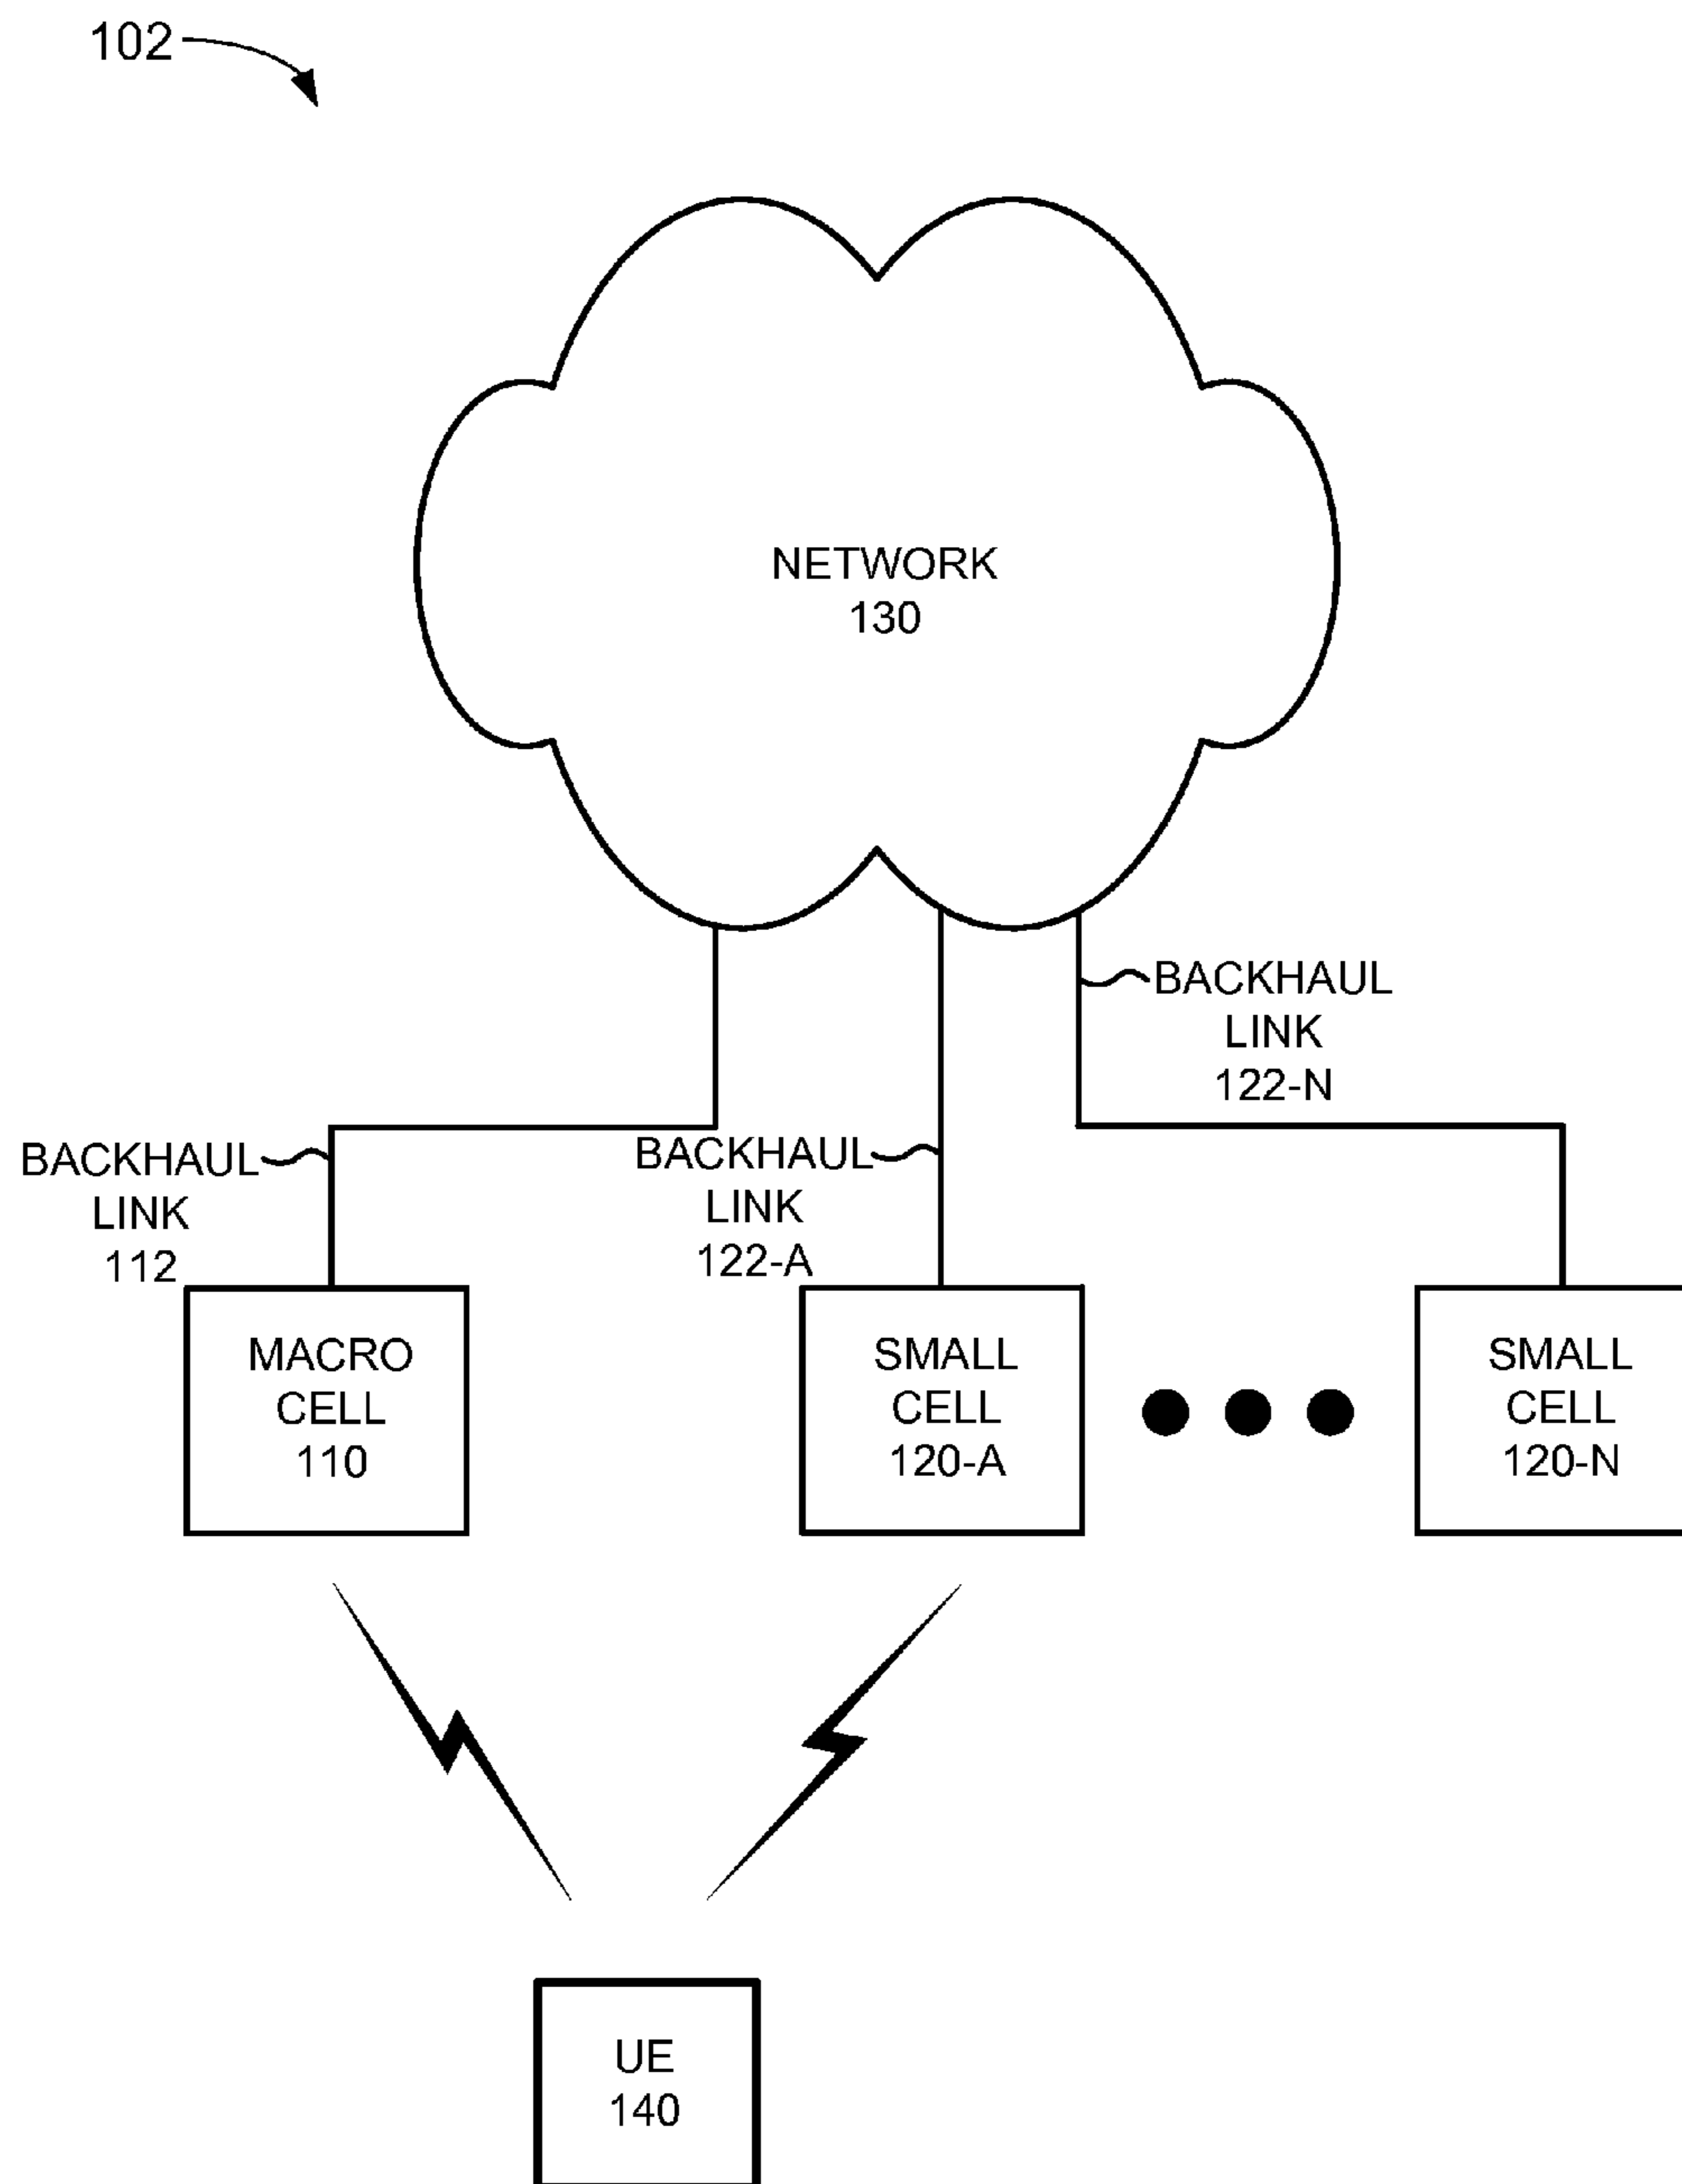 102
NETWORK
130
BACKHAUL
LINK
122-N
BACKHAUL
LINK
112
BACKHAUL
LINK
122-A
MACRO
CELL
110
SMALL
CELL
120-A
SMALL
CELL
120-N
UE
140